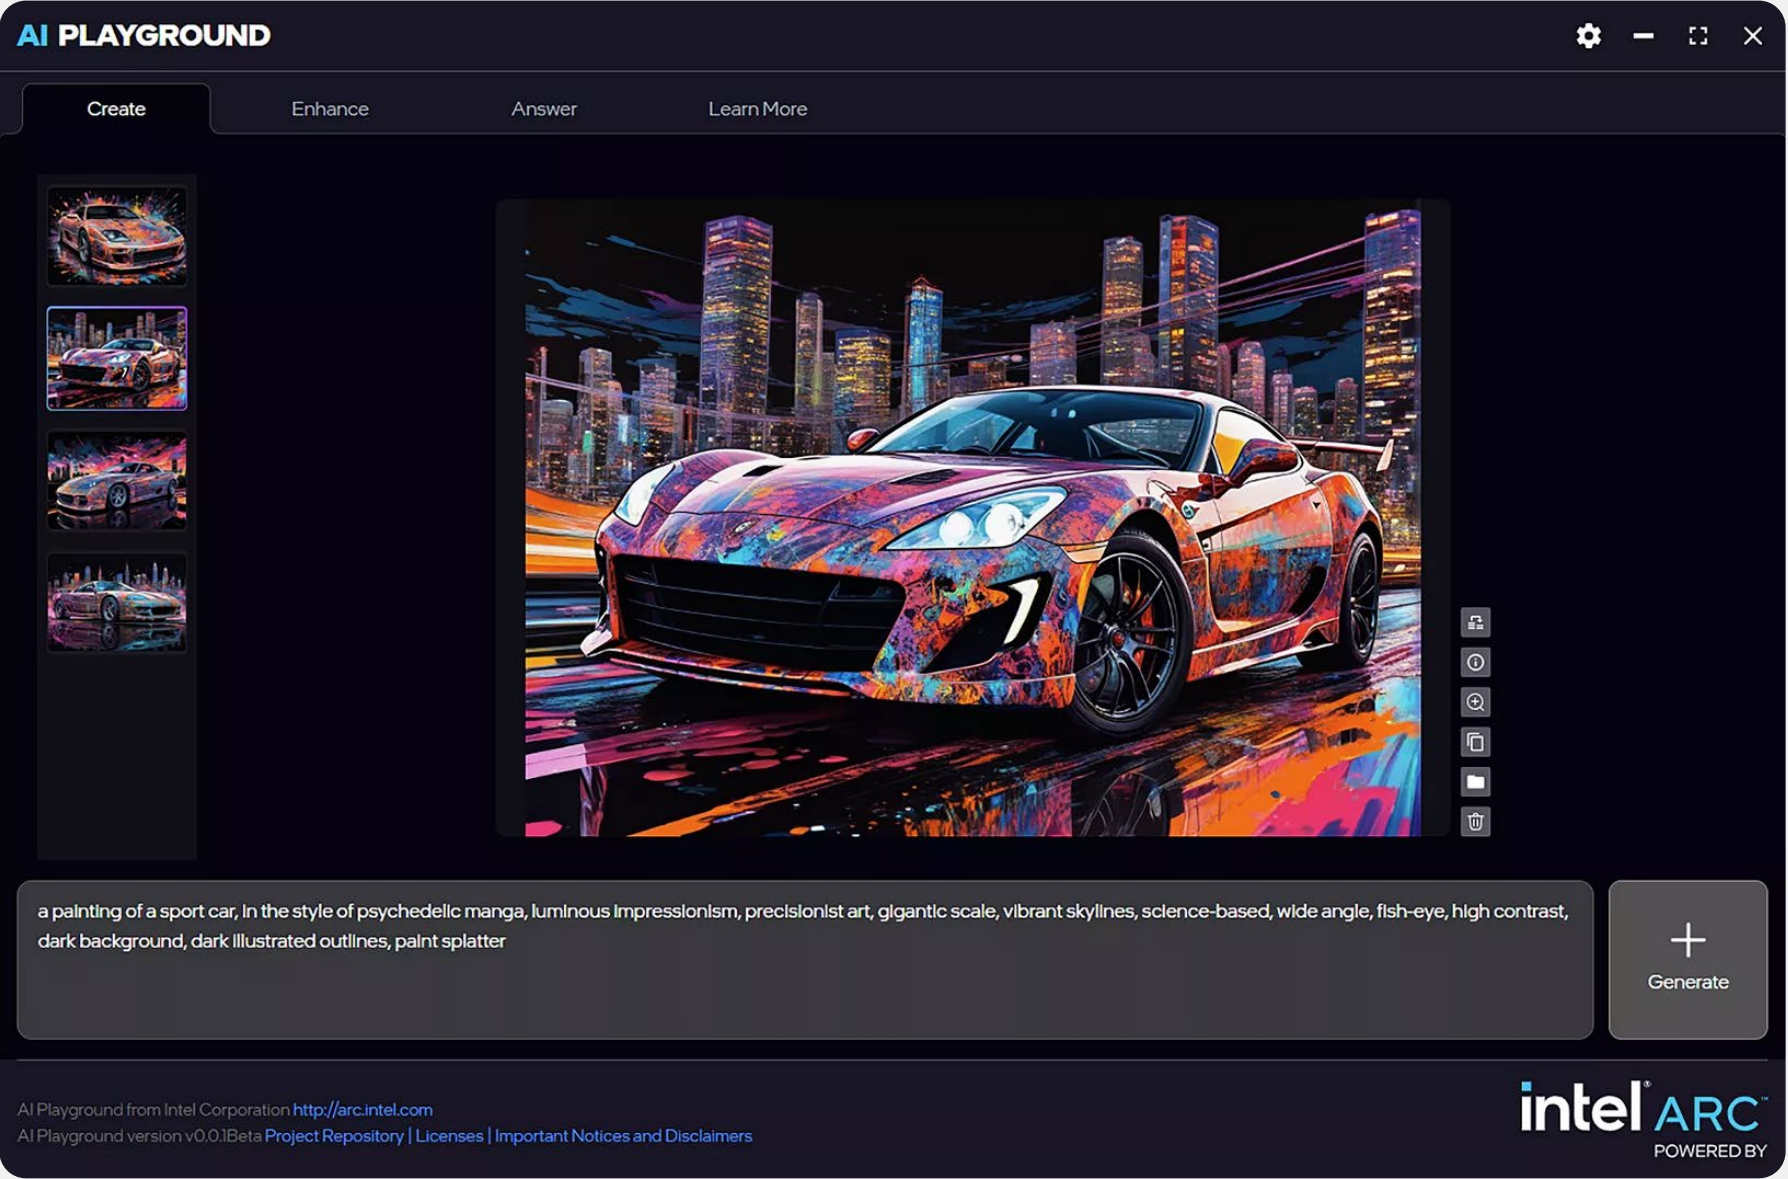 AI PLAYGROUND
Create
Enhance
Answer
Learn More
a painting of a sport car, in the style of psychedelic manga, luminous impressionism, precisionist art, gigantic scale, vibrant skylines, science-based, wide angle, fish-eye, high contrast,
dark background, dark illustrated outlines, paint splatter
Generate
AI Playground from Intel Corporation http://arc.intel.com
AI Playground version v0.0.1Beta Project Repository | Licenses | Important Notices and Disclaimers
intel® ARC™
POWERED BY